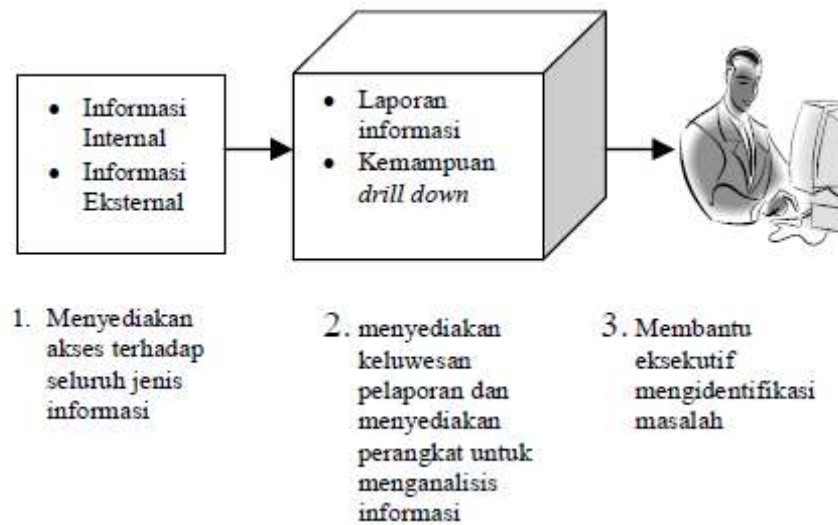 • Informasi
Internal
• Informasi
Eksternal
• Laporan
informasi
• Kemampuan
drill down
1. Menyediakan
akses terhadap
seluruh jenis
informasi
2. menyediakan
keluwesan
pelaporan dan
menyediakan
perangkat untuk
menganalisis
informasi
3. Membantu
eksekutif
mengidentifikasi
masalah